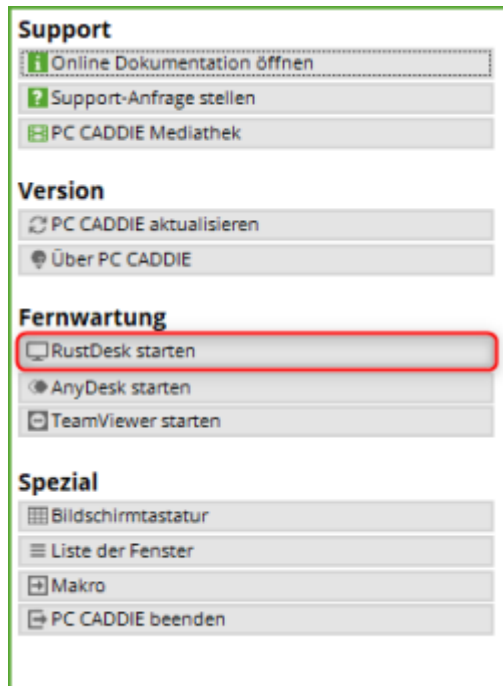 Support
Online Dokumentation öffnen
Support-Anfrage stellen
PC CADDIE Mediathek
Version
PC CADDIE aktualisieren
Über PC CADDIE
Fernwartung
RustDesk starten
AnyDesk starten
TeamViewer starten
Spezial
Bildschirmtastatur
Liste der Fenster
Makro
PC CADDIE beenden